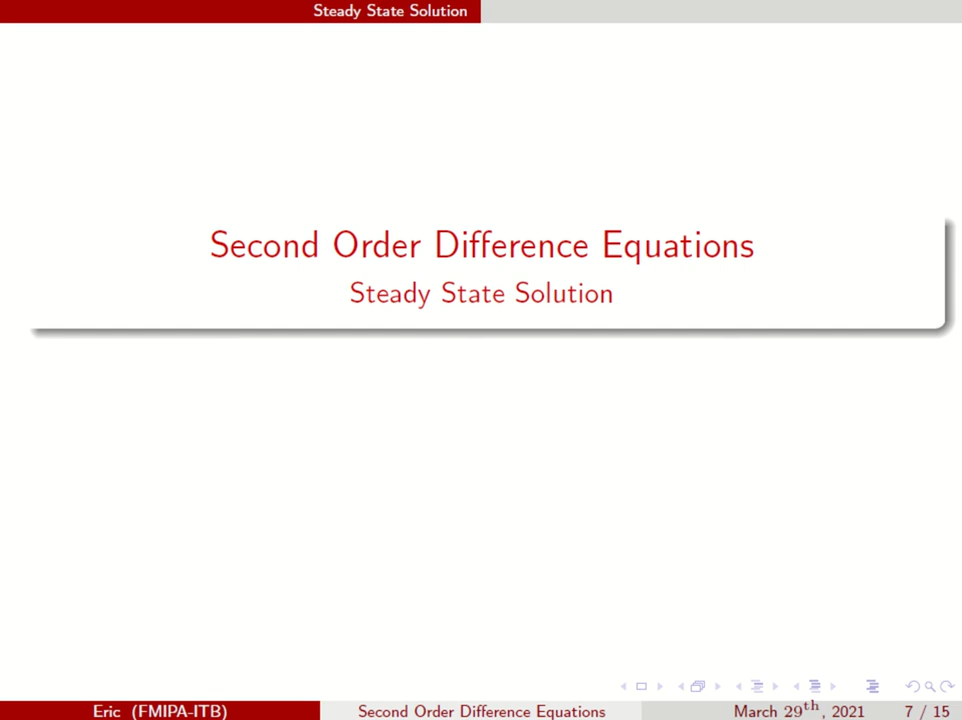 Steady State Solution
Second Order Difference Equations
Steady State Solution
Eric (FMIPA-ITB)
Second Order Difference Equations
March 29th, 2021
7 / 15